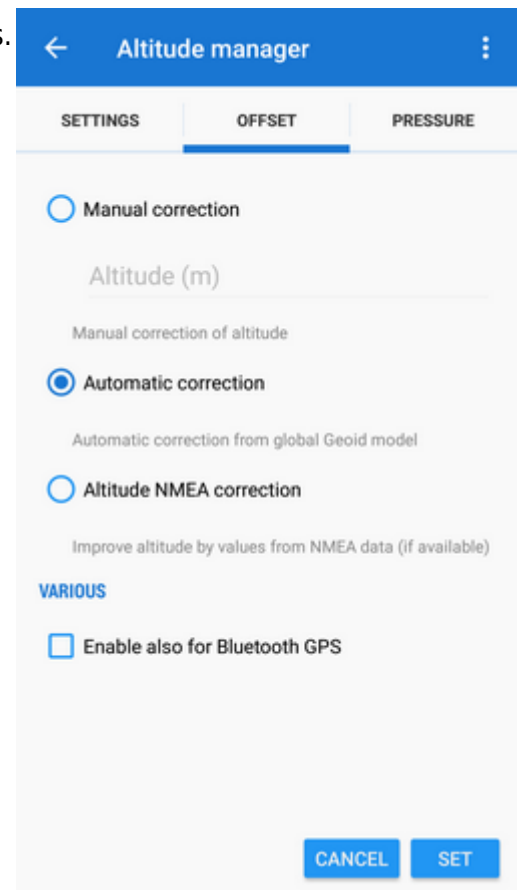 s.
Altitude manager
SETTINGS OFFSET PRESSURE
Manual correction
Altitude (m)
Manual correction of altitude
Automatic correction
Automatic correction from global Geoid model
Altitude NMEA correction
Improve altitude by values from NMEA data (if available)
VARIOUS
Enable also for Bluetooth GPS
CANCEL SET